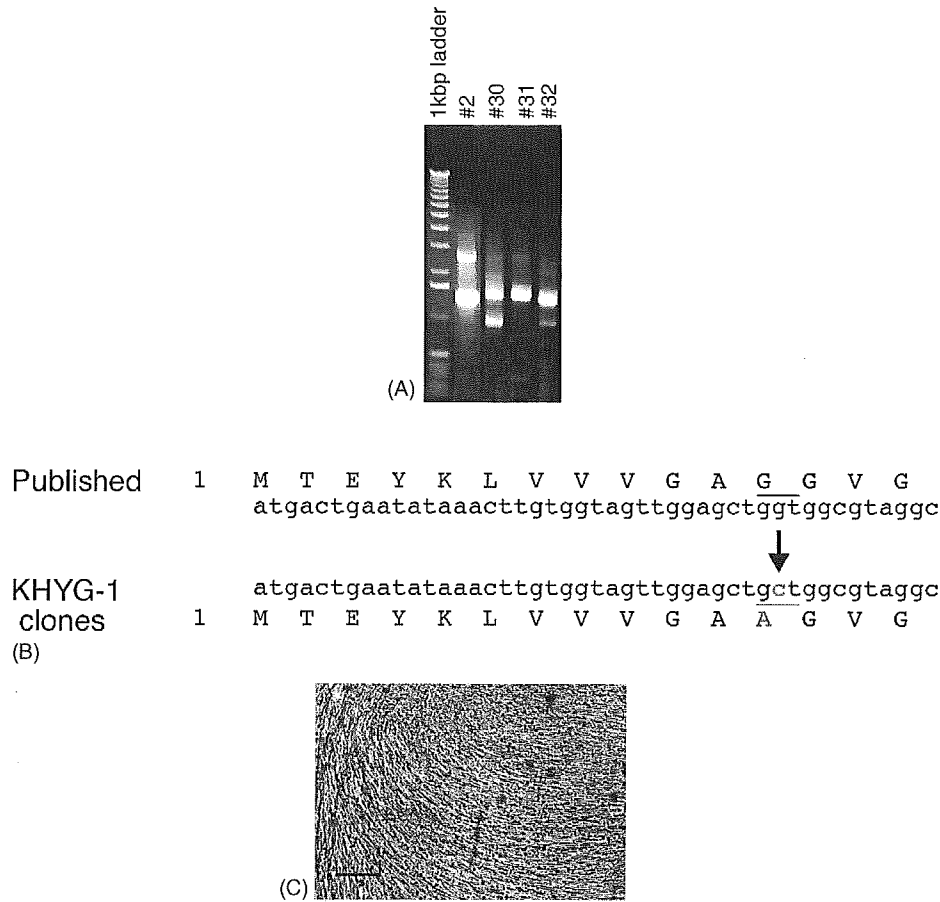 1kbp ladder
#2
#30
#31
#32
(A)
Published 1 M T E Y K L V V V G A G G V G
atgactgaatataaacttgtggtagttggagctggtggcgtaggc
KHYG-1 atgactgaatataaacttgtggtagttggagctgctggcgtaggc
clones 1 M T E Y K L V V V G A A G V G
(B)
(C)